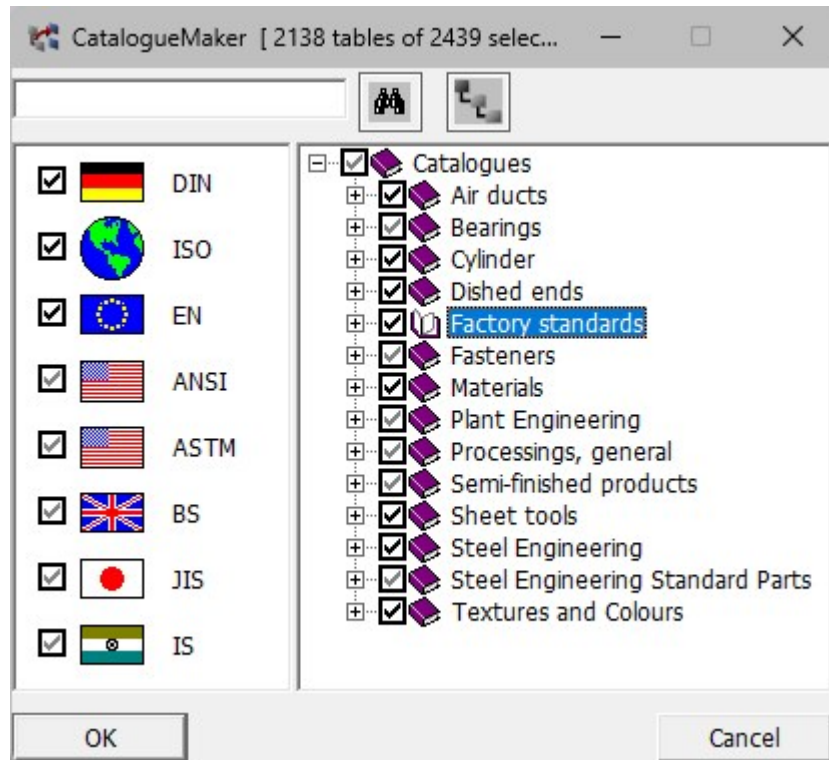 CatalogueMaker [ 2138 tables of 2439 selec...
DIN
ISO
EN
ANSI
ASTM
BS
JIS
IS
Catalogues
Air ducts
Bearings
Cylinder
Dished ends
Factory standards
Fasteners
Materials
Plant Engineering
Processings, general
Semi-finished products
Sheet tools
Steel Engineering
Steel Engineering Standard Parts
Textures and Colours
OK
Cancel